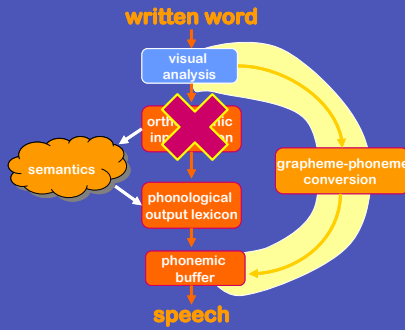 written word
visual
analysis
semantics
grapheme-phoneme
conversion
phonological
output lexicon
phonemic
buffer
speech